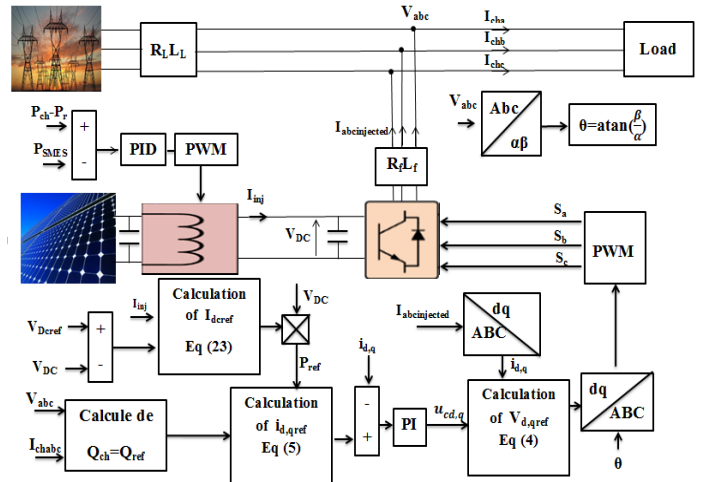 V_abc
I_cha
I_chb
I_chc
R_L L_L
Load
P_ch-P_r
+
P_SMES
-
PID
PWM
I_abcinjected
R_f L_f
V_abc
Abc
αβ
θ=atan(β/α)
I_inj
V_DC
S_a
S_b
S_c
PWM
V_Dcref
+
V_DC
-
I_inj
Calculation
of I_dcref
Eq (23)
V_DC
P_ref
I_abcinjected
dq
ABC
i_d,q
V_abc
I_chabc
Calcule de
Q_ch=Q_ref
Calculation
of i_d,qref
Eq (5)
i_d,q
-
+
PI
u_cd,q
Calculation
of V_d,qref
Eq (4)
dq
ABC
θ